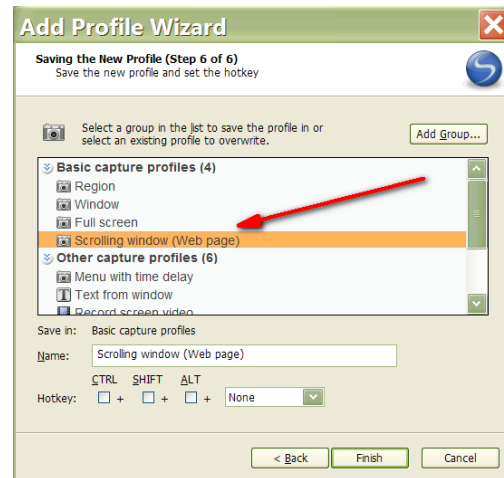 Add Profile Wizard
Saving the New Profile (Step 6 of 6)
Save the new profile and set the hotkey
Select a group in the list to save the profile in or
select an existing profile to overwrite.
Add Group...
Basic capture profiles (4)
Region
Window
Full screen
Scrolling window (Web page)
Other capture profiles (6)
Menu with time delay
Text from window
Record screen video
Save in: Basic capture profiles
Name: Scrolling window (Web page)
CTRL SHIFT ALT
Hotkey: + + + None
< Back Finish Cancel